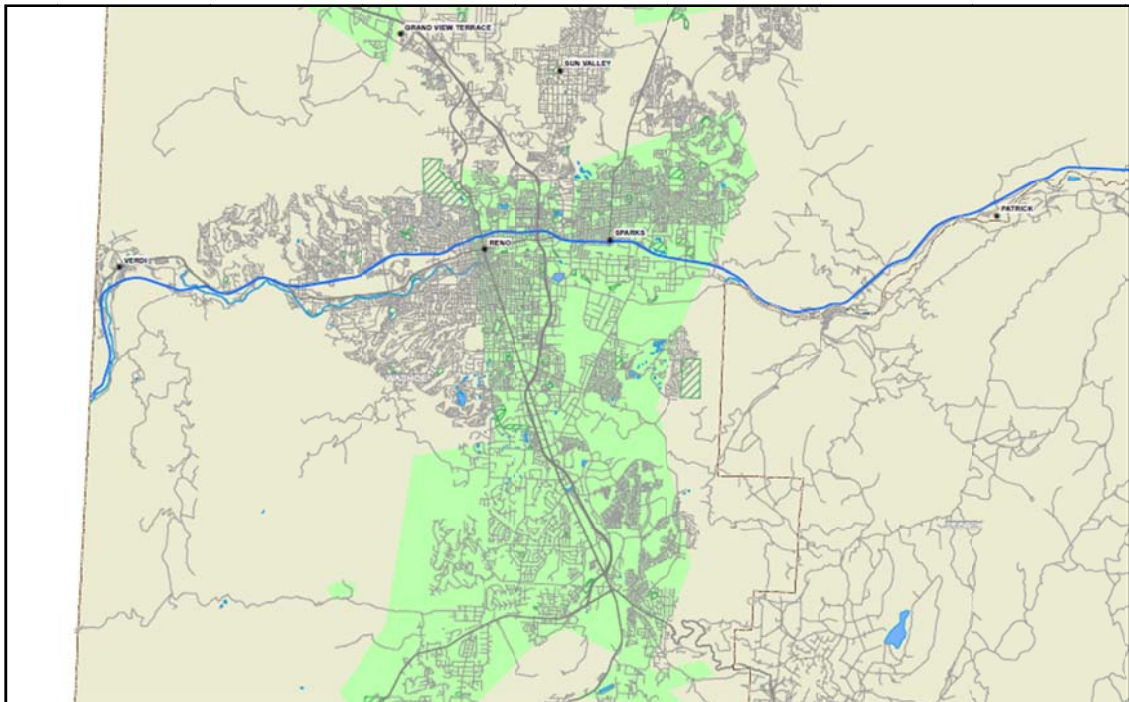 GRAND VIEW TERRACE
SUN VALLEY
PATRICK
SPARKS
RENO
VERDI